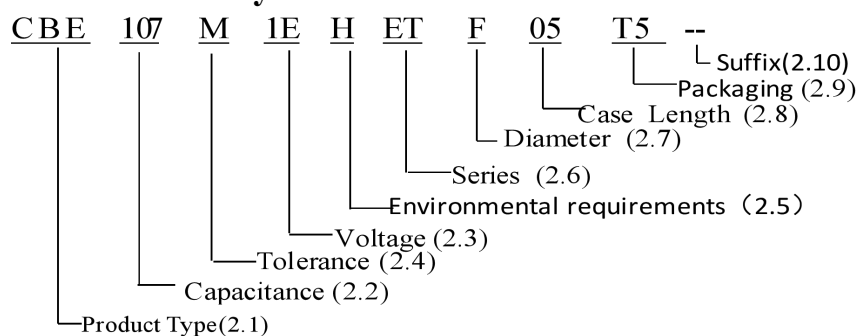 CBE 107 M 1E H ET F 05 T5 --
Suffix(2.10)
Packaging (2.9)
Case Length (2.8)
Diameter (2.7)
Series (2.6)
Environmental requirements（2.5）
Voltage (2.3)
Tolerance (2.4)
Capacitance (2.2)
Product Type(2.1)